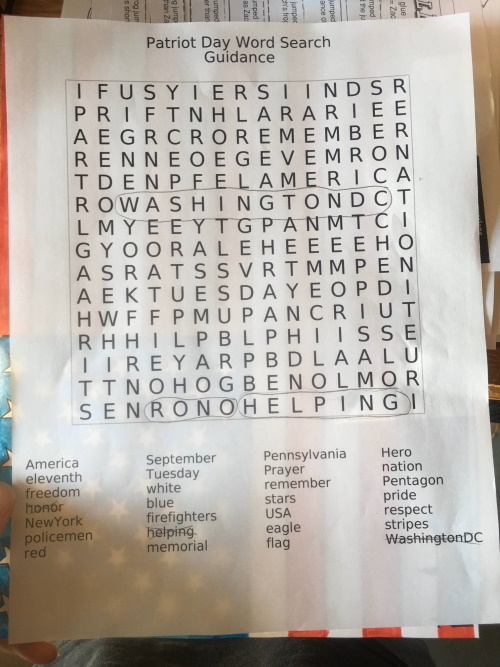 Patriot Day Word Search
Guidance
I F U S Y I E R S I I N D S R
P R I F T N H L A R A R I E E
A E G R C R O R E M E M B E R
R E N N E O E G E V E M R O N
T D E N P F E L A M E R I C A
R O W A S H I N G T O N D C T
L M Y E E Y T G P A N M T C I
G Y O O R A L E H E E E E H O
A S R A T S S V R T M M P E N
A E K T U E S D A Y E O P D I
H W F F P M U P A N C R I U T
R H H I L P B L P H I I S S E
I I R E Y A R P B D L A A L U
T T N O H O G B E N O L M O R
S E N R O N O H E L P I N G I
America
eleventh
freedom
honor
NewYork
policemen
red
September
Tuesday
white
blue
firefighters
helping
memorial
Pennsylvania
Prayer
remember
stars
USA
eagle
flag
Hero
nation
Pentagon
pride
respect
stripes
WashingtonDC